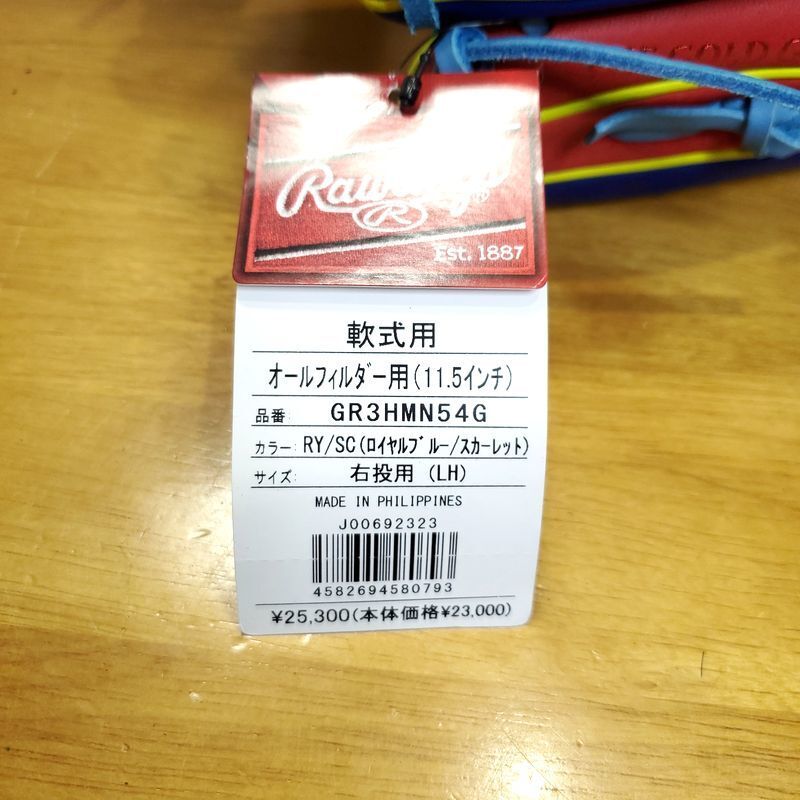 GOLD G
Rawlings
R
Est. 1887
軟式用
オールフィルダー用(11.5インチ)
品番: GR3HMN54G
カラー: RY/SC(ロイヤルブルー/スカーレット)
サイズ: 右投用 (LH)
MADE IN PHILIPPINES
J00692323
4582694580793
¥25,300(本体価格¥23,000)